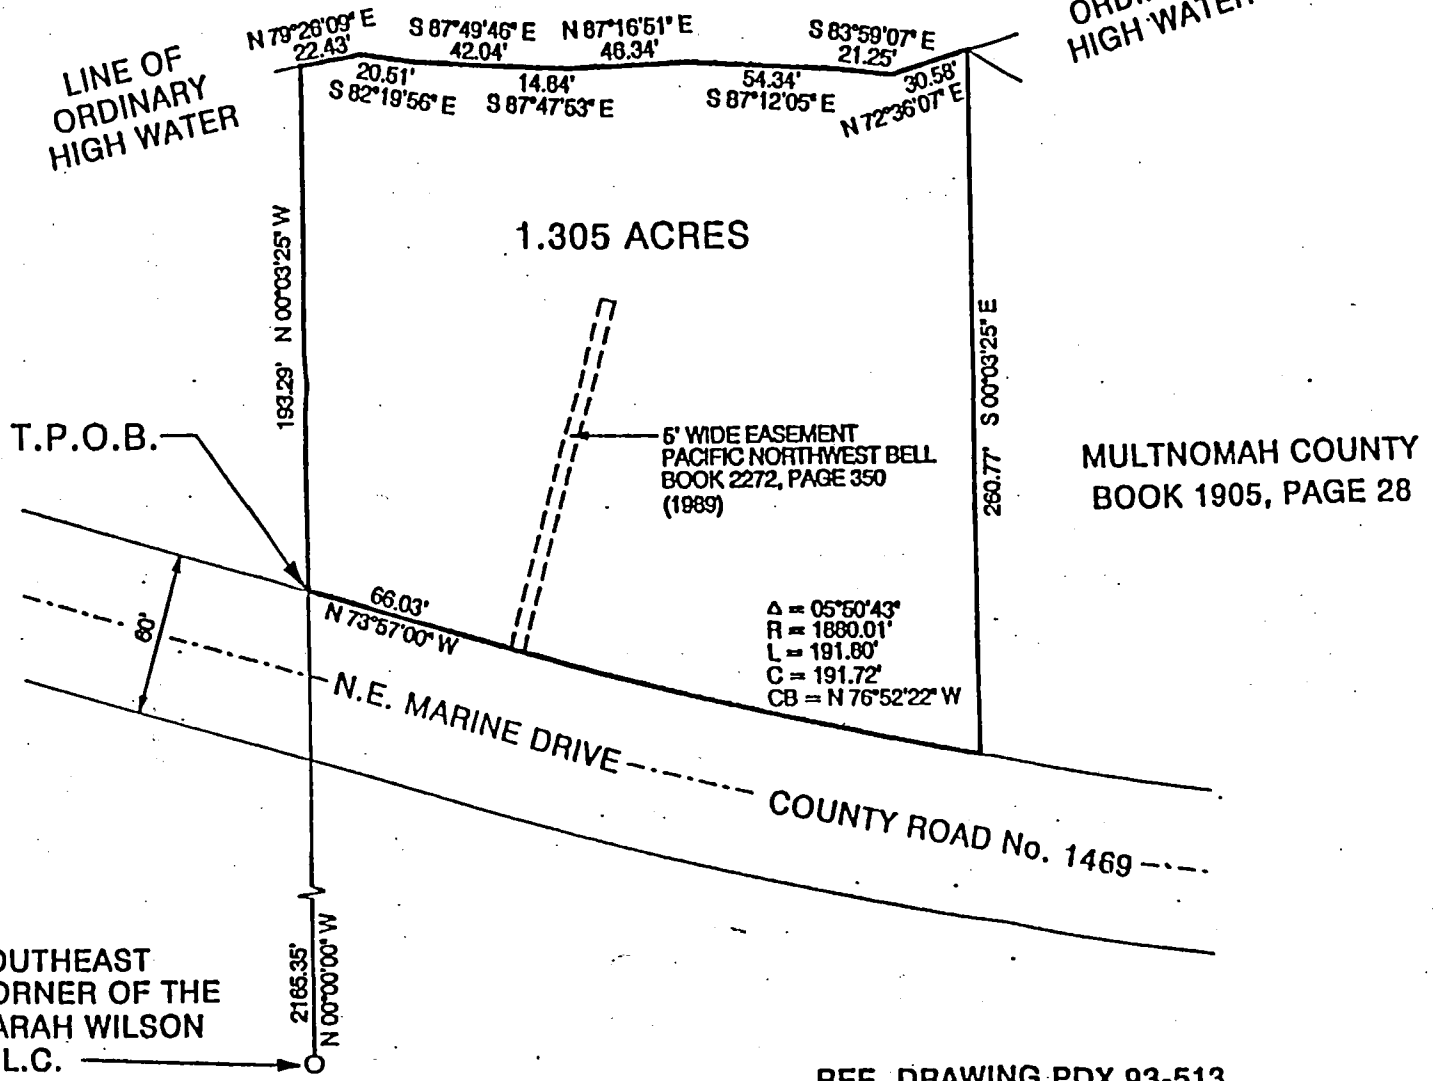 N 79°26'09" E
22.43'
S 87°49'46" E
42.04'
N 87°16'51" E
46.34'
S 83°59'07" E
21.25'
HIGH WATER
LINE OF
ORDINARY
HIGH WATER
20.51'
S 82°19'56" E
14.84'
S 87°47'53" E
54.34'
S 87°12'05" E
30.58'
N 72°36'07" E
1.305 ACRES
193.29' N 00°03'25" W
260.77' S 00°03'25" E
T.P.O.B.
5' WIDE EASEMENT
PACIFIC NORTHWEST BELL
BOOK 2272, PAGE 350
(1989)
MULTNOMAH COUNTY
BOOK 1905, PAGE 28
60'
66.03'
N 73°57'00" W
Δ = 05°50'43"
R = 1880.01'
L = 191.80'
C = 191.72'
CB = N 76°52'22" W
N.E. MARINE DRIVE
COUNTY ROAD No. 1469
2165.35'
N 00°00'00" W
OUTHEAST
ORNER OF THE
ARAH WILSON
L.C.
REF. DRAWING PDX 93-513